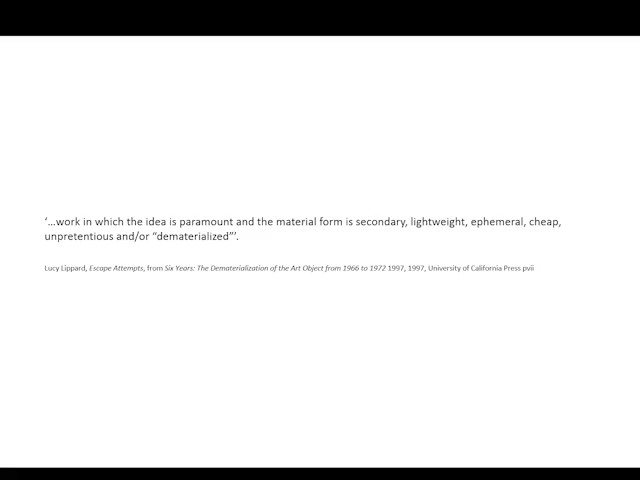 ‘…work in which the idea is paramount and the material form is secondary, lightweight, ephemeral, cheap,
unpretentious and/or “dematerialized”’.
Lucy Lippard, Escape Attempts, from Six Years: The Dematerialization of the Art Object from 1966 to 1972 1997, 1997, University of California Press pvii